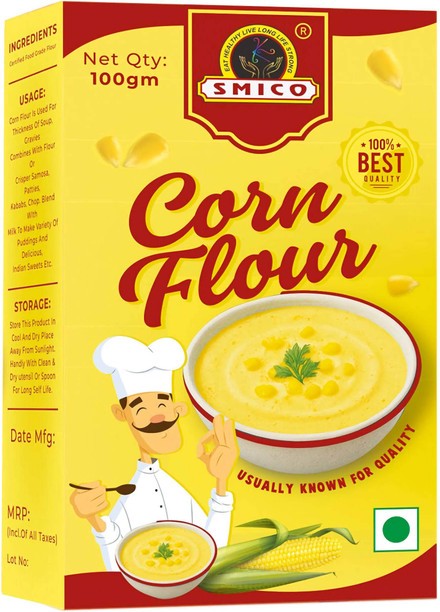 INGREDIENTS
Certified Food Grade Flour
USAGE:
Corn Flour Is Used For
Thickness Of Soup,
Gravies
Combines With Flour
Or
Crisper Samosa,
Patties,
Kababs, Chop. Blend
With
Milk To Make Variety Of
Puddings And
Delicious,
Indian Sweets Etc.
STORAGE:
Store This Product In
Cool And Dry Place
Away From Sunlight.
Handly With Clean &
Dry utensil Or Spoon
For Long Self Life.
Date Mfg:
MRP:
(Incl.Of All Taxes)
Lot No:
Net Qty:
100gm
EAT HEALTHY LIVE LONG LIFE STRONG
®
SMICO
100%
BEST
QUALITY
Corn
Flour
USUALLY KNOWN FOR QUALITY